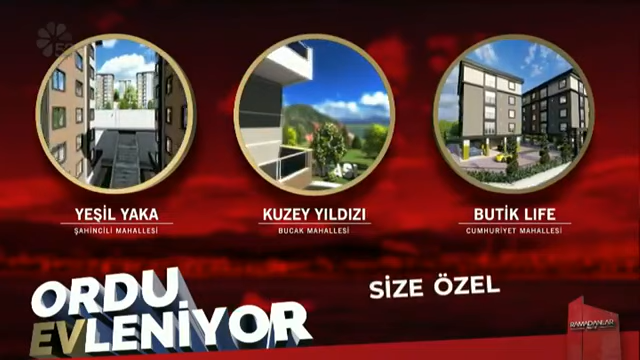 YEŞİL YAKA
ŞAHİNCİLİ MAHALLESİ
KUZEY YILDIZI
BUCAK MAHALLESİ
BUTİK LIFE
CUMHURİYET MAHALLESİ
ORDU
EVLENİYOR
SİZE ÖZEL
RAMADANLAR